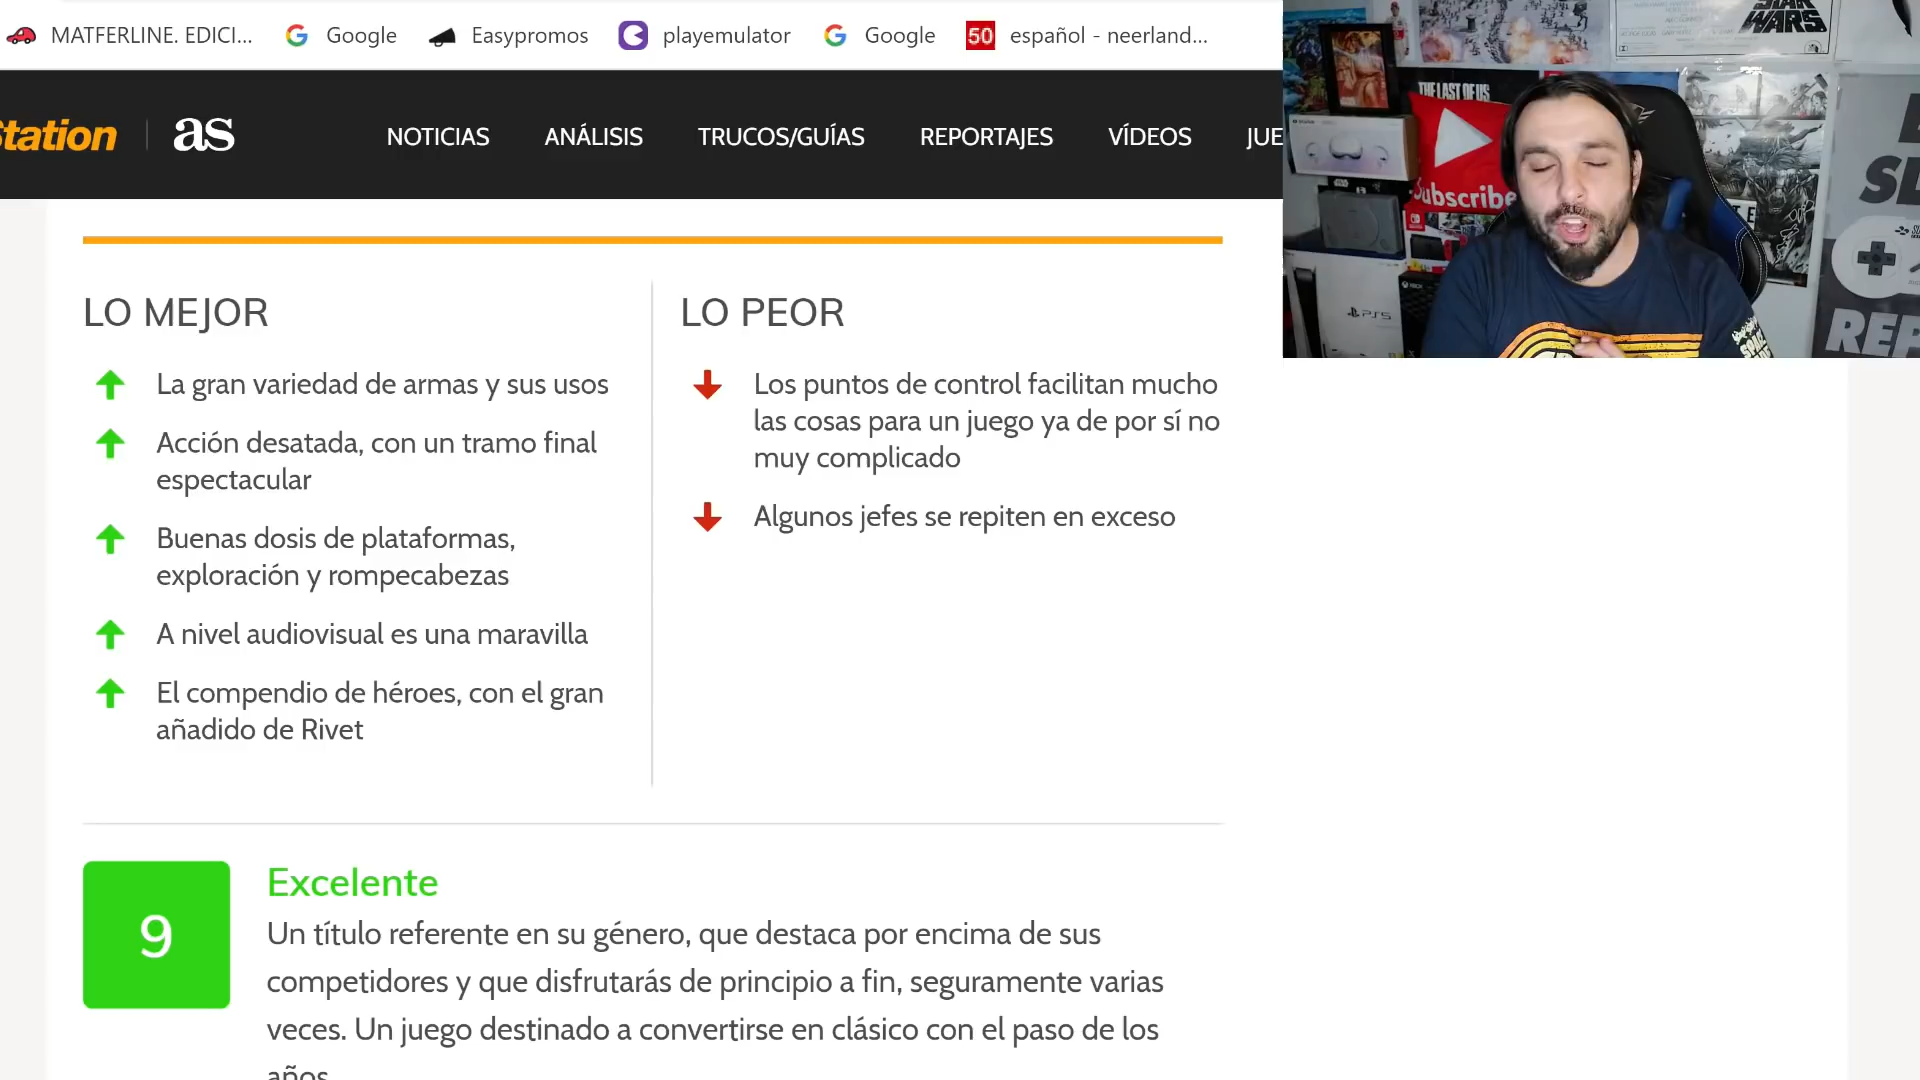 MATFERLINE. EDICI...
Google
Easypromos
playemulator
Google
50 español - neerland...
Station
as
NOTICIAS
ANÁLISIS
TRUCOS/GUÍAS
REPORTAJES
VÍDEOS
JUE
STAR
WARS
THE LAST OF US
Subscribe
PS5
XBOX
REP
LO MEJOR
La gran variedad de armas y sus usos
Acción desatada, con un tramo final
espectacular
Buenas dosis de plataformas,
exploración y rompecabezas
A nivel audiovisual es una maravilla
El compendio de héroes, con el gran
añadido de Rivet
LO PEOR
Los puntos de control facilitan mucho
las cosas para un juego ya de por sí no
muy complicado
Algunos jefes se repiten en exceso
9
Excelente
Un título referente en su género, que destaca por encima de sus
competidores y que disfrutarás de principio a fin, seguramente varias
veces. Un juego destinado a convertirse en clásico con el paso de los
años.